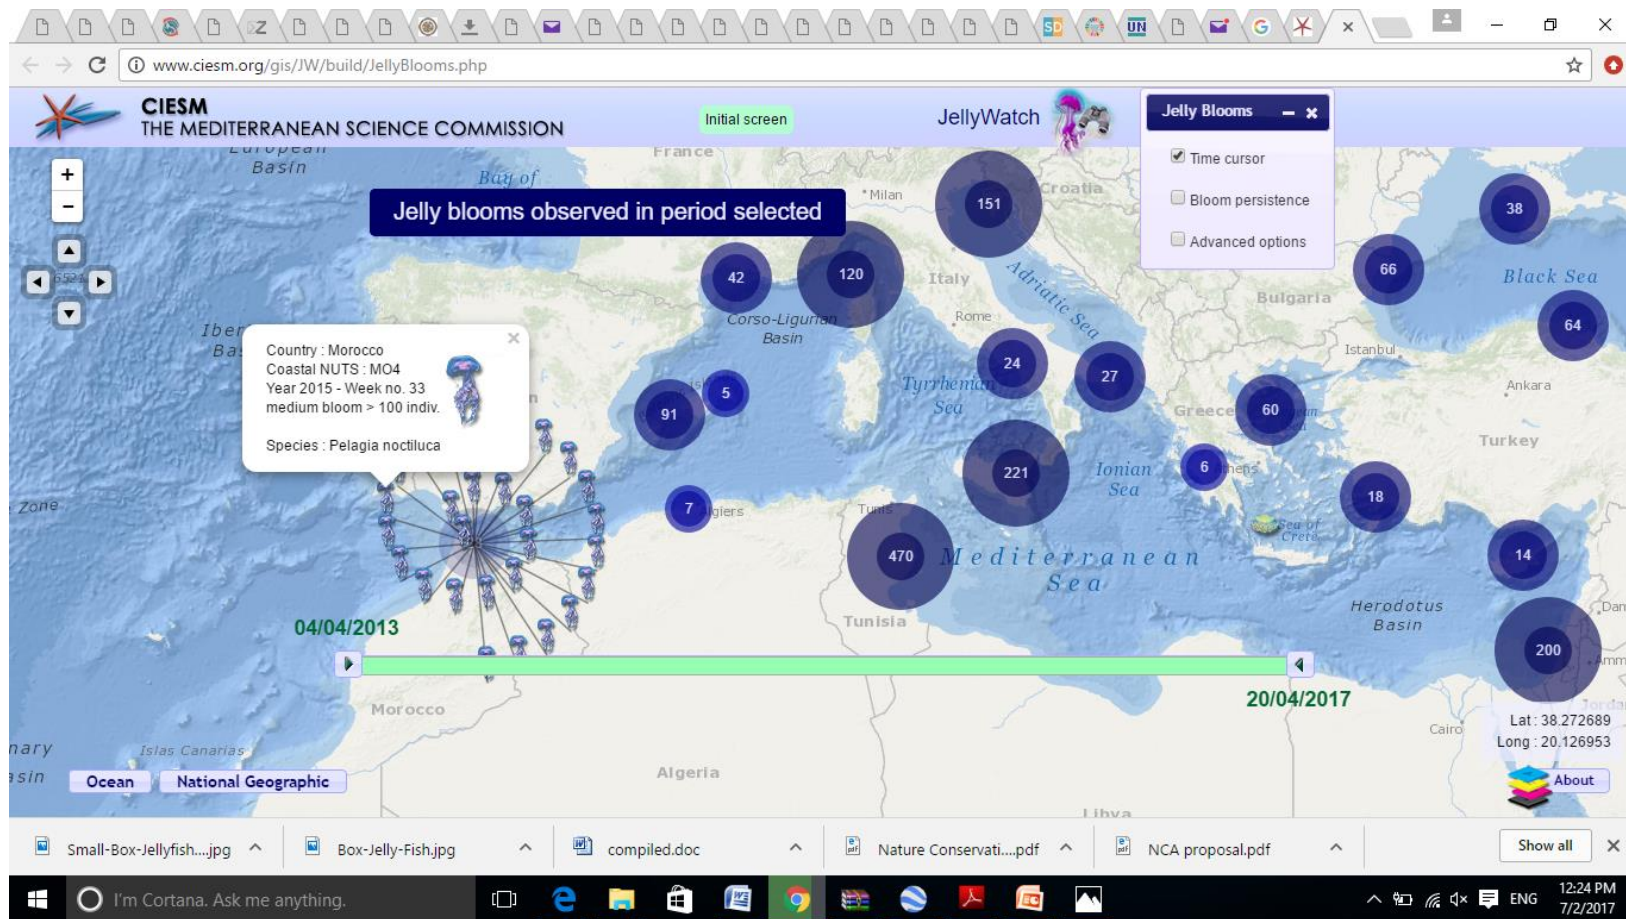 SD
UN
www.ciesm.org/gis/JW/build/JellyBlooms.php
CIESM
THE MEDITERRANEAN SCIENCE COMMISSION
Initial screen
JellyWatch
Jelly Blooms
Time cursor
Bloom persistence
Advanced options
European
Basin
Bay of
France
Milan
Croatia
Jelly blooms observed in period selected
151
38
42
120
66
Italy
Adriatic Sea
Black Sea
Bulgaria
Corso-Ligurian
Basin
Rome
64
Istanbul
Country : Morocco
Coastal NUTS : MO4
Year 2015 - Week no. 33
medium bloom > 100 indiv.
Species : Pelagia noctiluca
24
27
5
91
Tyrrhenian
Sea
Ankara
Greece
60
Turkey
221
Ionian
Sea
6
18
Zone
7
Algiers
Tunis
Sea of
Crete
470
Mediterranean
Sea
14
Herodotus
Basin
Tunisia
04/04/2013
200
20/04/2017
Morocco
Lat : 38.272689
Long : 20.126953
Cairo
Islas Canarias
Algeria
Libya
Ocean
National Geographic
About
Small-Box-Jellyfish....jpg
Box-Jelly-Fish.jpg
compiled.doc
Nature Conservati....pdf
NCA proposal.pdf
Show all
I'm Cortana. Ask me anything.
ENG
12:24 PM
7/2/2017